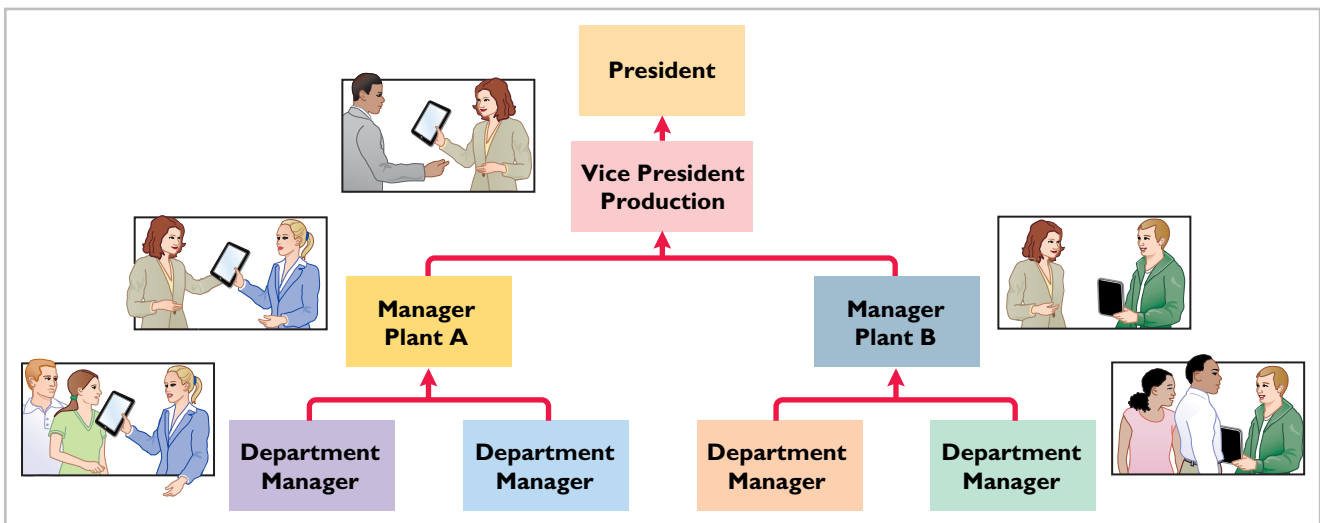 President
Vice President
Production
Manager
Plant A
Manager
Plant B
Department
Manager
Department
Manager
Department
Manager
Department
Manager